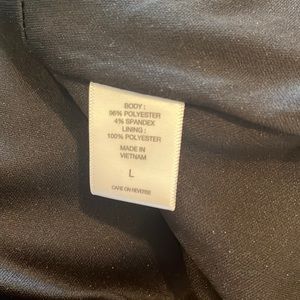 BODY :
96% POLYESTER
4% SPANDEX
LINING :
100% POLYESTER
MADE IN
VIETNAM
L
CARE ON REVERSE